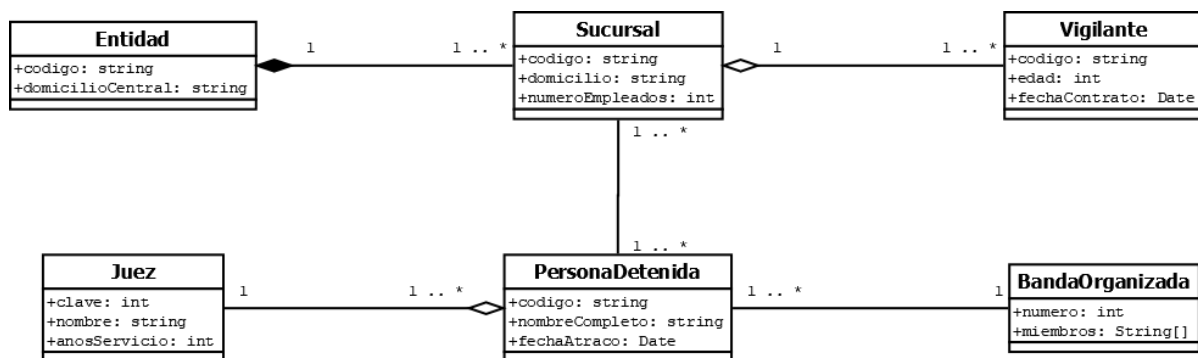 Entidad
+codigo: string
+domicilioCentral: string
1
1 .. *
Sucursal
+codigo: string
+domicilio: string
+numeroEmpleados: int
1
1 .. *
Vigilante
+codigo: string
+edad: int
+fechaContrato: Date
1 .. *
1 .. *
Juez
+clave: int
+nombre: string
+anosServicio: int
1
1 .. *
PersonaDetenida
+codigo: string
+nombreCompleto: string
+fechaAtraco: Date
1 .. *
1
BandaOrganizada
+numero: int
+miembros: String[]